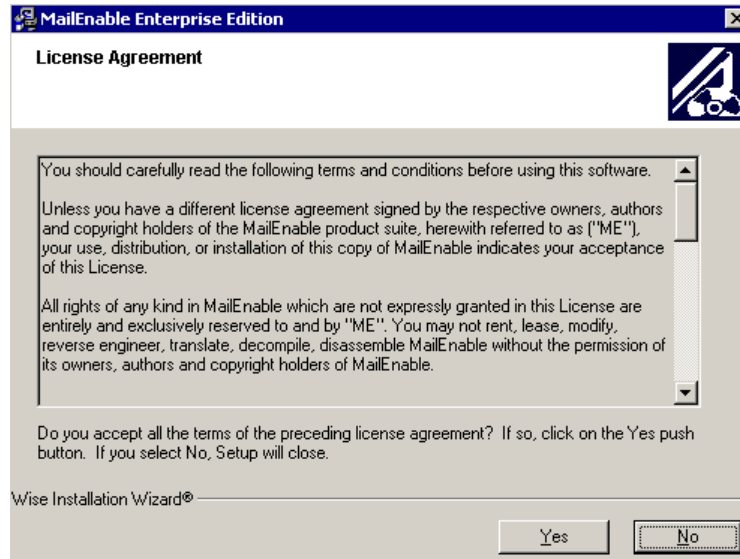 MailEnable Enterprise Edition
License Agreement
You should carefully read the following terms and conditions before using this software.
Unless you have a different license agreement signed by the respective owners, authors
and copyright holders of the MailEnable product suite, herewith referred to as ("ME"),
your use, distribution, or installation of this copy of MailEnable indicates your acceptance
of this License.
All rights of any kind in MailEnable which are not expressly granted in this License are
entirely and exclusively reserved to and by "ME". You may not rent, lease, modify,
reverse engineer, translate, decompile, disassemble MailEnable without the permission of
its owners, authors and copyright holders of MailEnable.
Do you accept all the terms of the preceding license agreement? If so, click on the Yes push
button. If you select No, Setup will close.
Wise Installation Wizard®
Yes
No